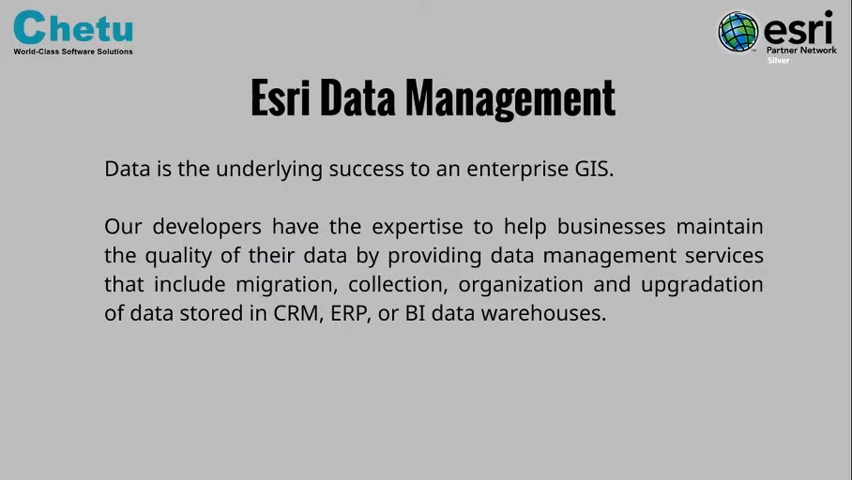 Chetu
World-Class Software Solutions
esri
Partner Network
Silver
Esri Data Management
Data is the underlying success to an enterprise GIS.
Our developers have the expertise to help businesses maintain
the quality of their data by providing data management services
that include migration, collection, organization and upgradation
of data stored in CRM, ERP, or BI data warehouses.